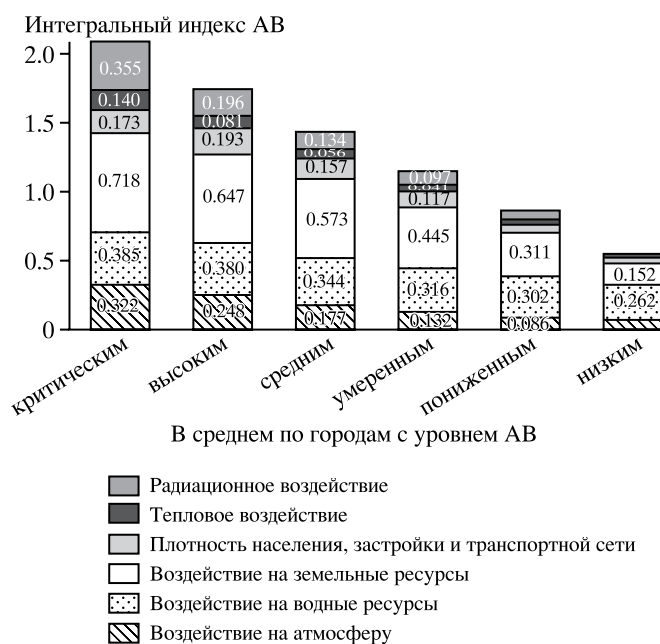 Интегральный индекс АВ
2.0
1.5
1.0
0.5
0
0.355
0.140
0.173
0.718
0.385
0.322
0.196
0.081
0.193
0.647
0.380
0.248
0.134
0.056
0.157
0.573
0.344
0.177
0.097
0.041
0.117
0.445
0.316
0.132
0.311
0.302
0.086
0.152
0.262
критическим
высоким
средним
умеренным
пониженным
низким
В среднем по городам с уровнем АВ
Радиационное воздействие
Тепловое воздействие
Плотность населения, застройки и транспортной сети
Воздействие на земельные ресурсы
Воздействие на водные ресурсы
Воздействие на атмосферу